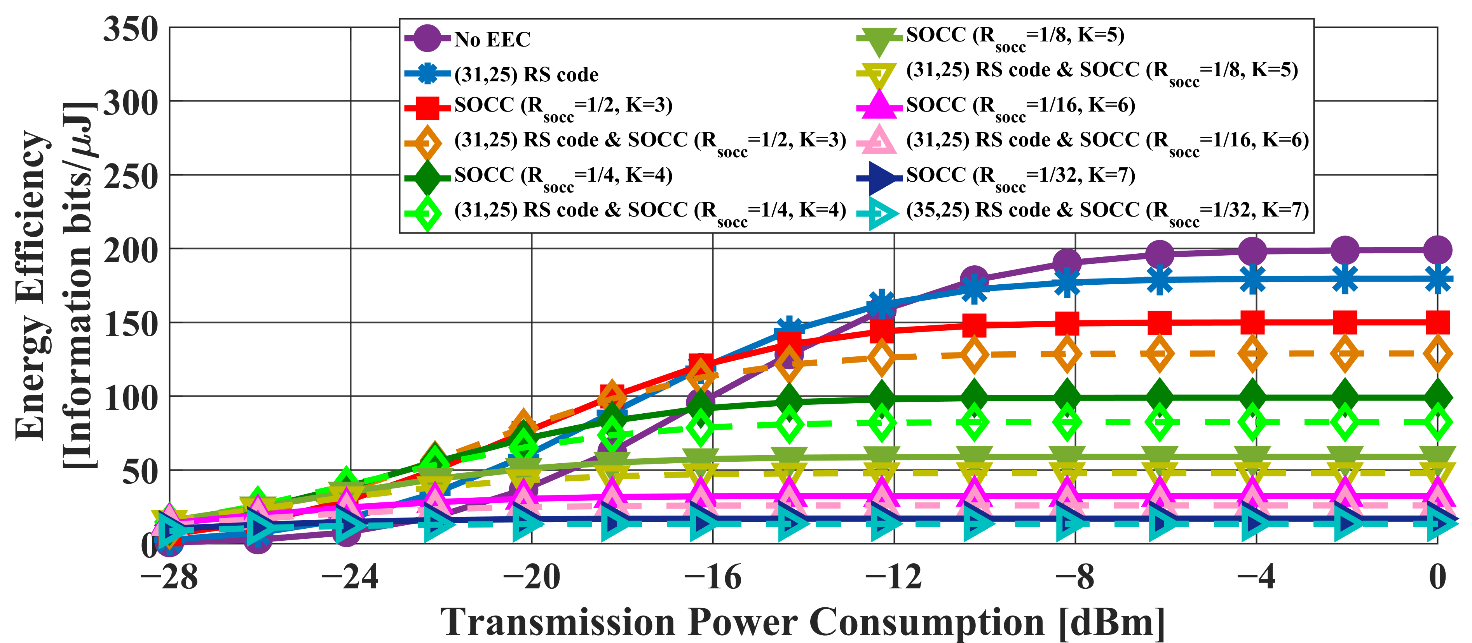 350
300
250
200
150
100
50
0
Energy Efficiency
[Information bits/μJ]
No EEC
(31,25) RS code
SOCC (Rsocc=1/2, K=3)
(31,25) RS code & SOCC (Rsocc=1/2, K=3)
SOCC (Rsocc=1/4, K=4)
(31,25) RS code & SOCC (Rsocc=1/4, K=4)
SOCC (Rsocc=1/8, K=5)
(31,25) RS code & SOCC (Rsocc=1/8, K=5)
SOCC (Rsocc=1/16, K=6)
(31,25) RS code & SOCC (Rsocc=1/16, K=6)
SOCC (Rsocc=1/32, K=7)
(35,25) RS code & SOCC (Rsocc=1/32, K=7)
−28 −24 −20 −16 −12 −8 −4 0
Transmission Power Consumption [dBm]